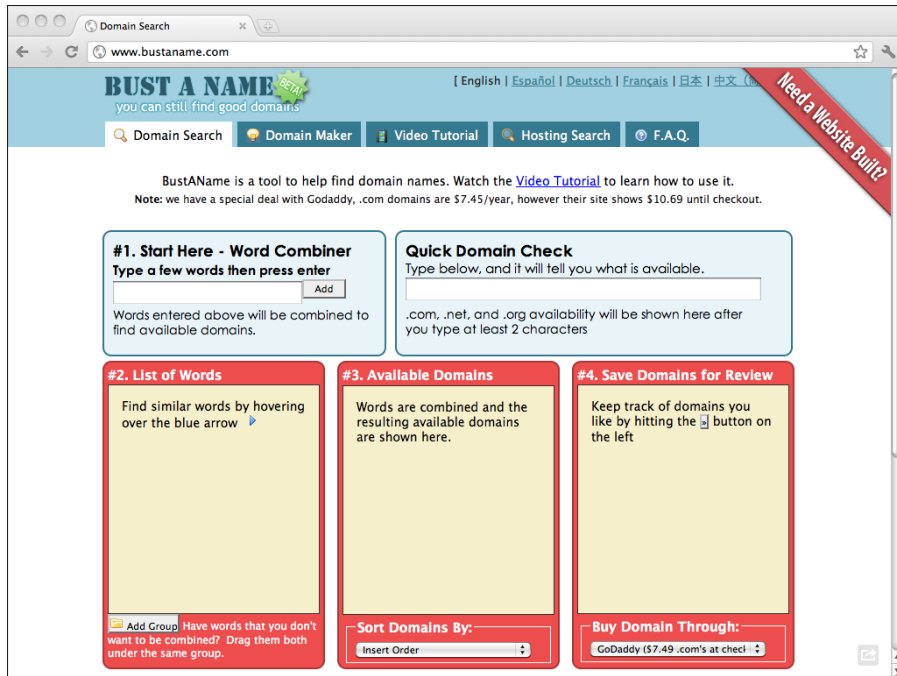 Domain Search
www.bustaname.com
BUST A NAME BETA!
you can still find good domains
[ English | Español | Deutsch | Français | 日本 | 中文
Need a Website Built?
Domain Search Domain Maker Video Tutorial Hosting Search F.A.Q.
BustAName is a tool to help find domain names. Watch the Video Tutorial to learn how to use it.
Note: we have a special deal with Godaddy, .com domains are $7.45/year, however their site shows $10.69 until checkout.
#1. Start Here - Word Combiner
Type a few words then press enter
Add
Words entered above will be combined to
find available domains.
Quick Domain Check
Type below, and it will tell you what is available.
.com, .net, and .org availability will be shown here after
you type at least 2 characters
#2. List of Words
Find similar words by hovering
over the blue arrow
Add Group Have words that you don't
want to be combined? Drag them both
under the same group.
#3. Available Domains
Words are combined and the
resulting available domains
are shown here.
Sort Domains By:
Insert Order
#4. Save Domains for Review
Keep track of domains you
like by hitting the » button on
the left
Buy Domain Through:
GoDaddy ($7.49 .com's at checl